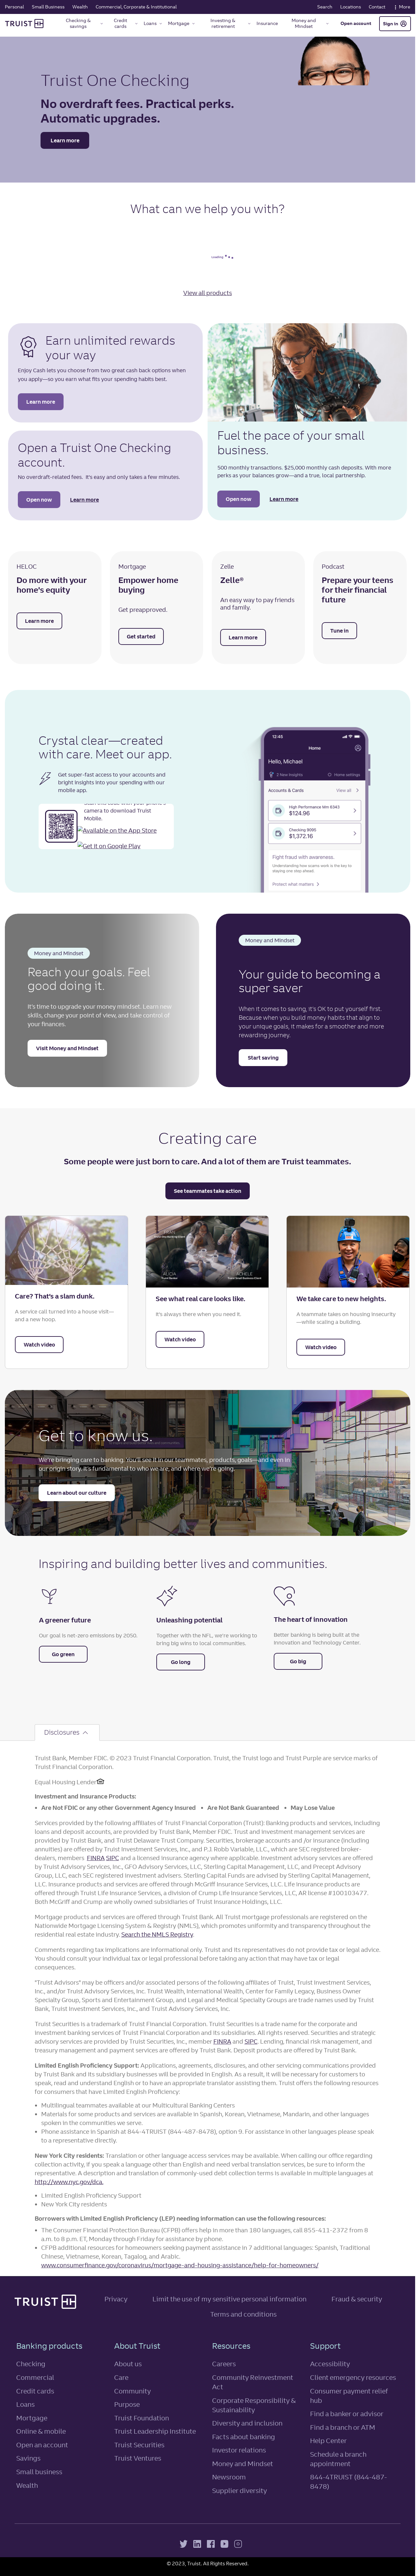 Personal Small Business Wealth Commercial, Corporate & Institutional Search Locations Contact More
TRUIST Checking & savings Credit cards Loans Mortgage Investing & retirement Insurance Money and Mindset Open account Sign in
Truist One Checking
No overdraft fees. Practical perks.
Automatic upgrades.
Learn more
What can we help you with?
Loading
View all products
Earn unlimited rewards
your way
Enjoy Cash lets you choose from two great cash back options when
you apply—so you earn what fits your spending habits best.
Learn more
Open a Truist One Checking
account.
No overdraft-related fees. It's easy and only takes a few minutes.
Open now Learn more
Fuel the pace of your small
business.
500 monthly transactions. $25,000 monthly cash deposits. With more
perks as your balances grow—and a true, local partnership.
Open now Learn more
HELOC
Do more with your
home's equity
Learn more
Mortgage
Empower home
buying
Get preapproved.
Get started
Zelle
Zelle®
An easy way to pay friends
and family.
Learn more
Podcast
Prepare your teens
for their financial
future
Tune in
Crystal clear—created
with care. Meet our app.
Get super-fast access to your accounts and
bright insights into your spending with our
mobile app.
camera to download Truist
Mobile.
Available on the App Store
Get it on Google Play
12:45
Home
Hello, Michael
2 New Insights Home settings
Accounts & Cards View all
High Performance Mm 8943
$124.96
Checking 9065
$1,372.16
Fight fraud with awareness.
Understanding how scams work is the key to
staying one step ahead.
Protect what matters
Money and Mindset
Reach your goals. Feel
good doing it.
It's time to upgrade your money mindset. Learn new
skills, change your point of view, and take control of
your finances.
Visit Money and Mindset
Money and Mindset
Your guide to becoming a
super saver
When it comes to saving, it's OK to put yourself first.
Because when you build money habits that align to
your unique goals, it makes for a smoother and more
rewarding journey.
Start saving
Creating care
Some people were just born to care. And a lot of them are Truist teammates.
See teammates take action
Care? That's a slam dunk.
A service call turned into a house visit—
and a new hoop.
Watch video
See what real care looks like.
It's always there when you need it.
Watch video
We take care to new heights.
A teammate takes on housing insecurity
—while scaling a building.
Watch video
Get to know us.
We're bringing care to banking. You'll see it in our teammates, products, goals—and even in
our origin story. It's fundamental to who we are, and where we're going.
Learn about our culture
Inspiring and building better lives and communities.
A greener future
Our goal is net-zero emissions by 2050.
Go green
Unleashing potential
Together with the NFL, we're working to
bring big wins to local communities.
Go long
The heart of innovation
Better banking is being built at the
Innovation and Technology Center.
Go big
Disclosures
Truist Bank, Member FDIC. © 2023 Truist Financial Corporation. Truist, the Truist logo and Truist Purple are service marks of
Truist Financial Corporation.
Equal Housing Lender
Investment and Insurance Products:
• Are Not FDIC or any other Government Agency Insured • Are Not Bank Guaranteed • May Lose Value
Services provided by the following affiliates of Truist Financial Corporation (Truist): Banking products and services, including
loans and deposit accounts, are provided by Truist Bank, Member FDIC. Trust and investment management services are
provided by Truist Bank, and Truist Delaware Trust Company. Securities, brokerage accounts and /or insurance (including
annuities) are offered by Truist Investment Services, Inc., and P.J. Robb Variable, LLC., which are SEC registered broker-
dealers, members FINRA SIPC and a licensed insurance agency where applicable. Investment advisory services are offered
by Truist Advisory Services, Inc., GFO Advisory Services, LLC, Sterling Capital Management, LLC, and Precept Advisory
Group, LLC, each SEC registered investment advisers. Sterling Capital Funds are advised by Sterling Capital Management,
LLC. Insurance products and services are offered through McGriff Insurance Services, LLC. Life Insurance products are
offered through Truist Life Insurance Services, a division of Crump Life Insurance Services, LLC, AR license #100103477.
Both McGriff and Crump are wholly owned subsidiaries of Truist Insurance Holdings, LLC.
Mortgage products and services are offered through Truist Bank. All Truist mortgage professionals are registered on the
Nationwide Mortgage Licensing System & Registry (NMLS), which promotes uniformity and transparency throughout the
residential real estate industry. Search the NMLS Registry.
Comments regarding tax implications are informational only. Truist and its representatives do not provide tax or legal advice.
You should consult your individual tax or legal professional before taking any action that may have tax or legal
consequences.
"Truist Advisors" may be officers and/or associated persons of the following affiliates of Truist, Truist Investment Services,
Inc., and/or Truist Advisory Services, Inc. Truist Wealth, International Wealth, Center for Family Legacy, Business Owner
Specialty Group, Sports and Entertainment Group, and Legal and Medical Specialty Groups are trade names used by Truist
Bank, Truist Investment Services, Inc., and Truist Advisory Services, Inc.
Truist Securities is a trademark of Truist Financial Corporation. Truist Securities is a trade name for the corporate and
investment banking services of Truist Financial Corporation and its subsidiaries. All rights reserved. Securities and strategic
advisory services are provided by Truist Securities, Inc., member FINRA and SIPC. Lending, financial risk management, and
treasury management and payment services are offered by Truist Bank. Deposit products are offered by Truist Bank.
Limited English Proficiency Support: Applications, agreements, disclosures, and other servicing communications provided
by Truist Bank and its subsidiary businesses will be provided in English. As a result, it will be necessary for customers to
speak, read and understand English or to have an appropriate translator assisting them. Truist offers the following resources
for consumers that have Limited English Proficiency:
• Multilingual teammates available at our Multicultural Banking Centers
• Materials for some products and services are available in Spanish, Korean, Vietnamese, Mandarin, and other languages
spoken in the communities we serve.
• Phone assistance in Spanish at 844-4TRUIST (844-487-8478), option 9. For assistance in other languages please speak
to a representative directly.
New York City residents: Translation or other language access services may be available. When calling our office regarding
collection activity, if you speak a language other than English and need verbal translation services, be sure to inform the
representative. A description and translation of commonly-used debt collection terms is available in multiple languages at
http://www.nyc.gov/dca.
• Limited English Proficiency Support
• New York City residents
Borrowers with Limited English Proficiency (LEP) needing information can use the following resources:
• The Consumer Financial Protection Bureau (CFPB) offers help in more than 180 languages, call 855-411-2372 from 8
a.m. to 8 p.m. ET, Monday through Friday for assistance by phone.
• CFPB additional resources for homeowners seeking payment assistance in 7 additional languages: Spanish, Traditional
Chinese, Vietnamese, Korean, Tagalog, and Arabic.
www.consumerfinance.gov/coronavirus/mortgage-and-housing-assistance/help-for-homeowners/
TRUIST Privacy Limit the use of my sensitive personal information Fraud & security
Terms and conditions
Banking products
Checking
Commercial
Credit cards
Loans
Mortgage
Online & mobile
Open an account
Savings
Small business
Wealth
About Truist
About us
Care
Community
Purpose
Truist Foundation
Truist Leadership Institute
Truist Securities
Truist Ventures
Resources
Careers
Community Reinvestment
Act
Corporate Responsibility &
Sustainability
Diversity and inclusion
Facts about banking
Investor relations
Money and Mindset
Newsroom
Supplier diversity
Support
Accessibility
Client emergency resources
Consumer payment relief
hub
Find a banker or advisor
Find a branch or ATM
Help Center
Schedule a branch
appointment
844-4TRUIST (844-487-
8478)
© 2023, Truist. All Rights Reserved.